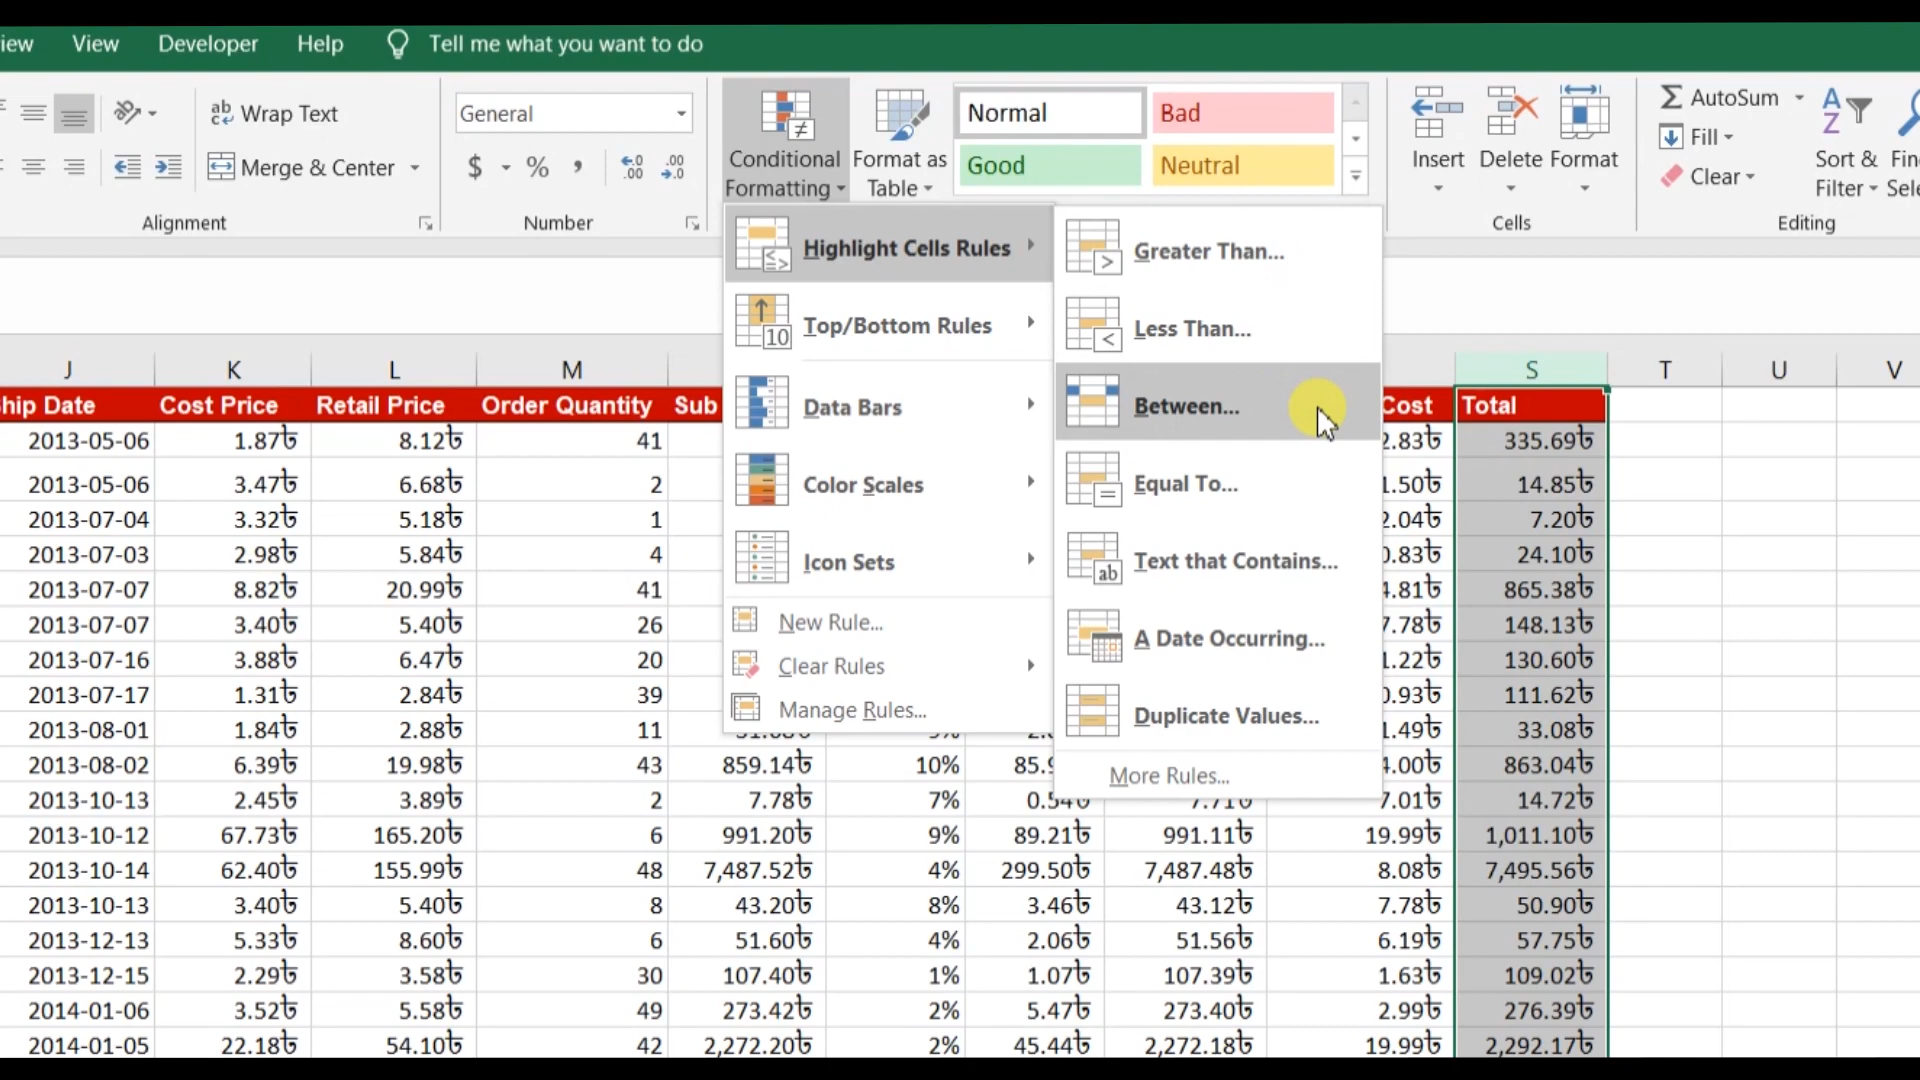 iew View Developer Help Tell me what you want to do
Wrap Text General Normal Bad AutoSum
Merge & Center $ % , Conditional Formatting Format as Table Good Neutral Insert Delete Format Fill Clear Sort & Filter
Alignment Number Cells Editing
Highlight Cells Rules
Top/Bottom Rules
Data Bars
Color Scales
Icon Sets
New Rule...
Clear Rules
Manage Rules...
Greater Than...
Less Than...
Between...
Equal To...
Text that Contains...
A Date Occurring...
Duplicate Values...
More Rules...
J K L M S T U V
hip Date Cost Price Retail Price Order Quantity Sub Cost Total
2013-05-06 1.87৳ 8.12৳ 41 2.83৳ 335.69৳
2013-05-06 3.47৳ 6.68৳ 2 1.50৳ 14.85৳
2013-07-04 3.32৳ 5.18৳ 1 2.04৳ 7.20৳
2013-07-03 2.98৳ 5.84৳ 4 0.83৳ 24.10৳
2013-07-07 8.82৳ 20.99৳ 41 4.81৳ 865.38৳
2013-07-07 3.40৳ 5.40৳ 26 7.78৳ 148.13৳
2013-07-16 3.88৳ 6.47৳ 20 1.22৳ 130.60৳
2013-07-17 1.31৳ 2.84৳ 39 0.93৳ 111.62৳
2013-08-01 1.84৳ 2.88৳ 11 1.49৳ 33.08৳
2013-08-02 6.39৳ 19.98৳ 43 859.14৳ 10% 85.9 4.00৳ 863.04৳
2013-10-13 2.45৳ 3.89৳ 2 7.78৳ 7% 0.54৳ 7.71৳ 7.01৳ 14.72৳
2013-10-12 67.73৳ 165.20৳ 6 991.20৳ 9% 89.21৳ 991.11৳ 19.99৳ 1,011.10৳
2013-10-14 62.40৳ 155.99৳ 48 7,487.52৳ 4% 299.50৳ 7,487.48৳ 8.08৳ 7,495.56৳
2013-10-13 3.40৳ 5.40৳ 8 43.20৳ 8% 3.46৳ 43.12৳ 7.78৳ 50.90৳
2013-12-13 5.33৳ 8.60৳ 6 51.60৳ 4% 2.06৳ 51.56৳ 6.19৳ 57.75৳
2013-12-15 2.29৳ 3.58৳ 30 107.40৳ 1% 1.07৳ 107.39৳ 1.63৳ 109.02৳
2014-01-06 3.52৳ 5.58৳ 49 273.42৳ 2% 5.47৳ 273.40৳ 2.99৳ 276.39৳
2014-01-05 22.18৳ 54.10৳ 42 2,272.20৳ 2% 45.44৳ 2,272.18৳ 19.99৳ 2,292.17৳